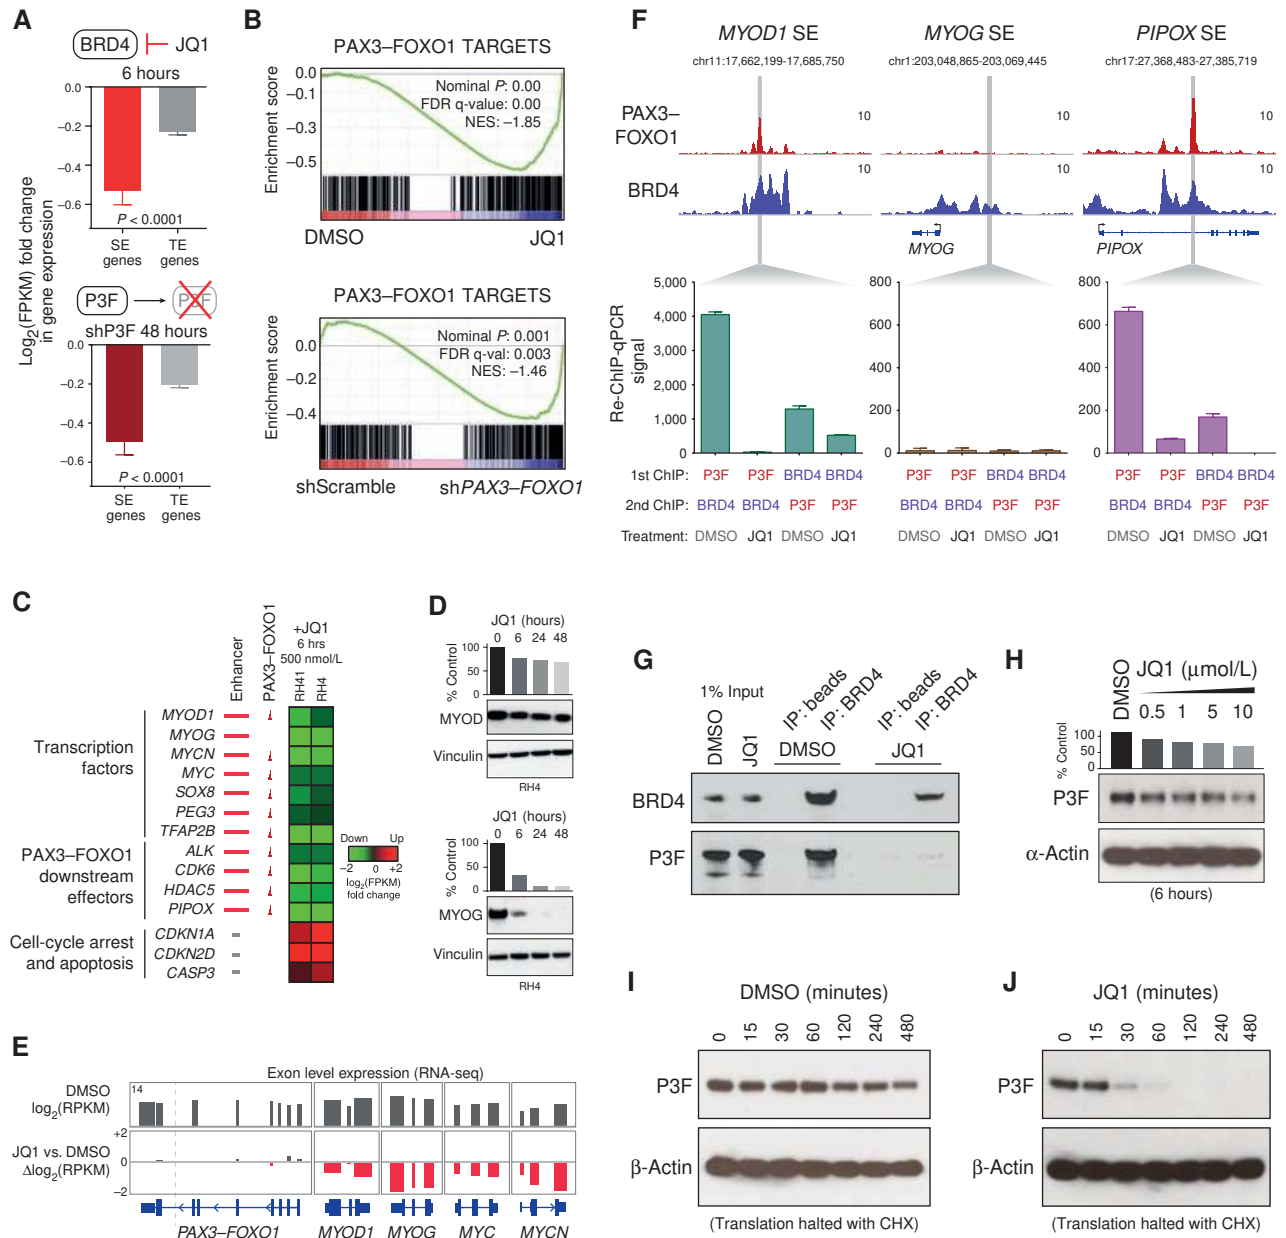 A
BRD4
JQ1
6 hours
0.0
−0.2
−0.4
−0.6
P < 0.0001
SE
genes
TE
genes
Log2(FPKM) fold change
in gene expression
P3F
P3F
shP3F 48 hours
0.0
−0.2
−0.4
−0.6
P < 0.0001
SE
genes
TE
genes
B
PAX3–FOXO1 TARGETS
Enrichment score
0.0
−0.1
−0.3
−0.5
Nominal P: 0.00
FDR q-value: 0.00
NES: −1.85
DMSO
JQ1
PAX3–FOXO1 TARGETS
Enrichment score
0.0
−0.2
−0.4
Nominal P: 0.001
FDR q-val: 0.003
NES: −1.46
shScramble
shPAX3–FOXO1
F
MYOD1 SE
MYOG SE
PIPOX SE
chr11:17,662,199-17,685,750
chr1:203,048,865-203,069,445
chr17:27,368,483-27,385,719
PAX3–
FOXO1
10
10
10
BRD4
10
10
10
MYOG
PIPOX
Re-ChIP-qPCR
signal
5,000
4,000
3,000
2,000
1,000
0
800
600
400
200
0
800
600
400
200
0
1st ChIP: P3F P3F BRD4 BRD4 P3F P3F BRD4 BRD4 P3F P3F BRD4 BRD4
2nd ChIP: BRD4 BRD4 P3F P3F BRD4 BRD4 P3F P3F BRD4 BRD4 P3F P3F
Treatment: DMSO JQ1 DMSO JQ1 DMSO JQ1 DMSO JQ1 DMSO JQ1 DMSO JQ1
C
Enhancer
PAX3–FOXO1
+JQ1
6 hrs
500 nmol/L
RH41
RH4
Transcription
factors
MYOD1
MYOG
MYCN
MYC
SOX8
PEG3
TFAP2B
PAX3–FOXO1
downstream
effectors
ALK
CDK6
HDAC5
PIPOX
Cell-cycle arrest
and apoptosis
CDKN1A
CDKN2D
CASP3
Down Up
−2 0 +2
log2(FPKM)
fold change
D
JQ1 (hours)
0 6 24 48
% Control
100
50
0
MYOD
Vinculin
RH4
JQ1 (hours)
0 6 24 48
% Control
100
50
0
MYOG
Vinculin
RH4
G
1% Input
DMSO
JQ1
IP: beads
IP: BRD4
DMSO
IP: beads
IP: BRD4
JQ1
BRD4
P3F
H
DMSO
JQ1 (μmol/L)
0.5 1 5 10
% Control
100
50
0
P3F
α-Actin
(6 hours)
E
Exon level expression (RNA-seq)
DMSO
log2(RPKM)
14
JQ1 vs. DMSO
Δlog2(RPKM)
+2
0
−2
PAX3–FOXO1
MYOD1
MYOG
MYC
MYCN
I
DMSO (minutes)
0 15 30 60 120 240 480
P3F
β-Actin
(Translation halted with CHX)
J
JQ1 (minutes)
0 15 30 60 120 240 480
P3F
β-Actin
(Translation halted with CHX)